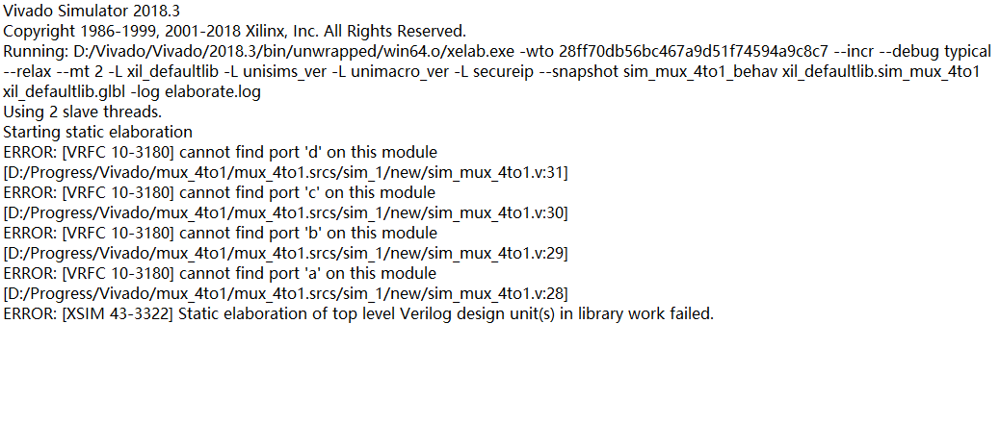 Vivado Simulator 2018.3
Copyright 1986-1999, 2001-2018 Xilinx, Inc. All Rights Reserved.
Running: D:/Vivado/Vivado/2018.3/bin/unwrapped/win64.o/xelab.exe -wto 28ff70db56bc467a9d51f74594a9c8c7 --incr --debug typical
--relax --mt 2 -L xil_defaultlib -L unisims_ver -L unimacro_ver -L secureip --snapshot sim_mux_4to1_behav xil_defaultlib.sim_mux_4to1
xil_defaultlib.glbl -log elaborate.log
Using 2 slave threads.
Starting static elaboration
ERROR: [VRFC 10-3180] cannot find port 'd' on this module
[D:/Progress/Vivado/mux_4to1/mux_4to1.srcs/sim_1/new/sim_mux_4to1.v:31]
ERROR: [VRFC 10-3180] cannot find port 'c' on this module
[D:/Progress/Vivado/mux_4to1/mux_4to1.srcs/sim_1/new/sim_mux_4to1.v:30]
ERROR: [VRFC 10-3180] cannot find port 'b' on this module
[D:/Progress/Vivado/mux_4to1/mux_4to1.srcs/sim_1/new/sim_mux_4to1.v:29]
ERROR: [VRFC 10-3180] cannot find port 'a' on this module
[D:/Progress/Vivado/mux_4to1/mux_4to1.srcs/sim_1/new/sim_mux_4to1.v:28]
ERROR: [XSIM 43-3322] Static elaboration of top level Verilog design unit(s) in library work failed.